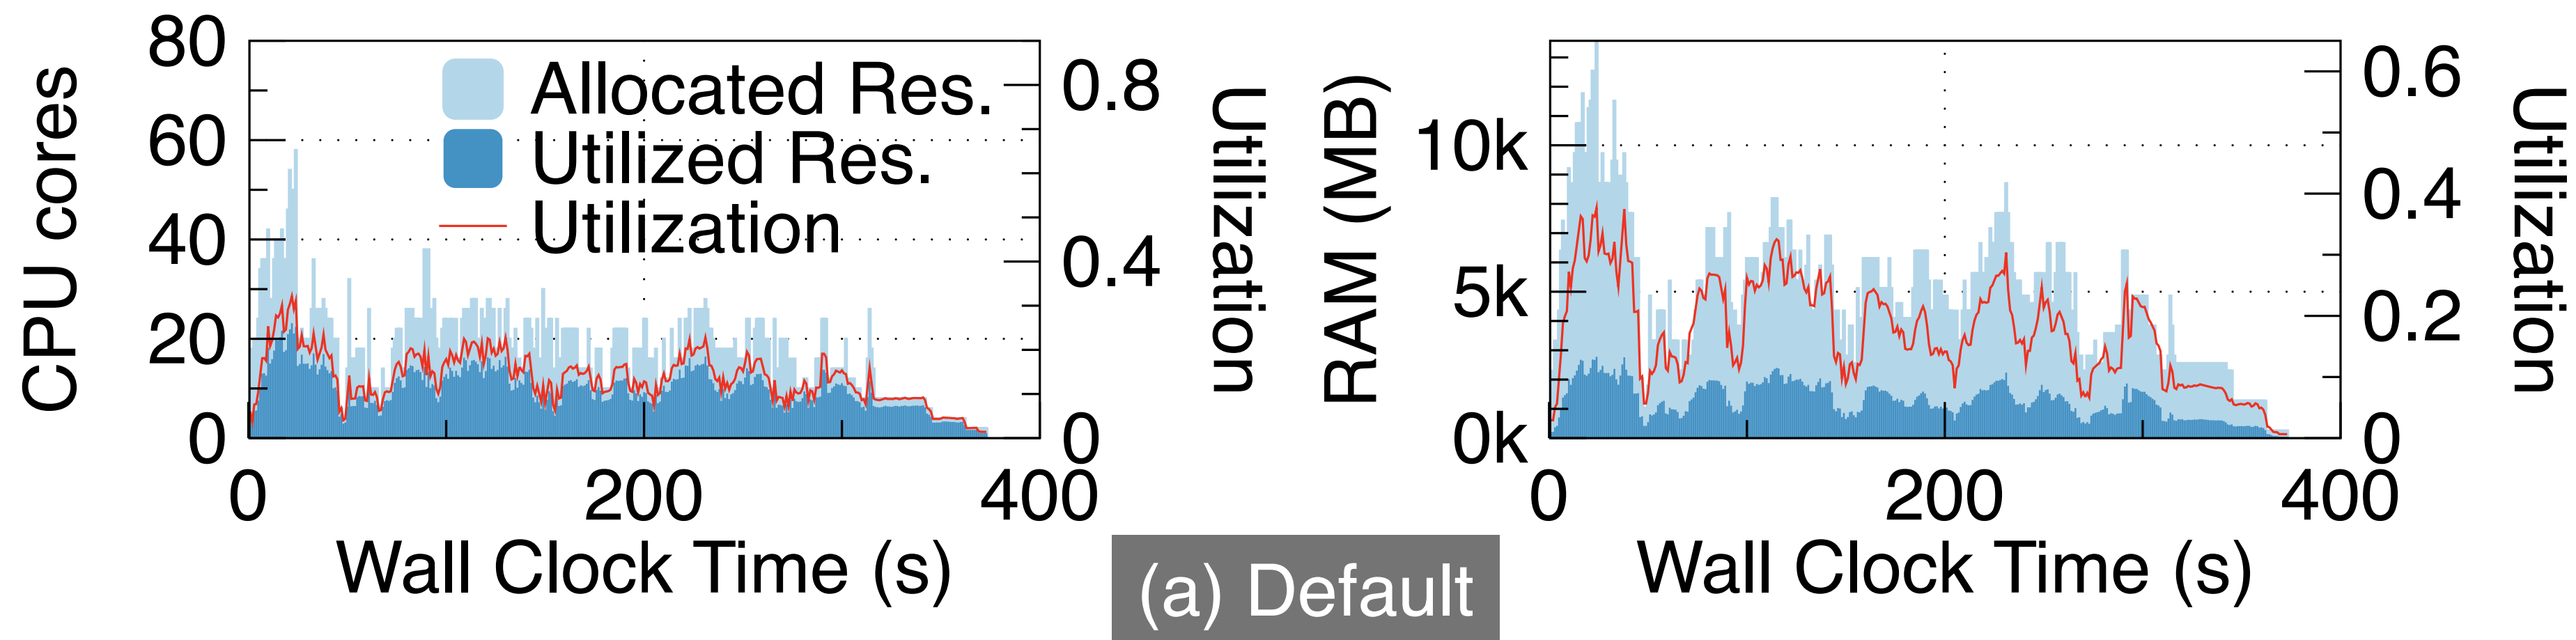 CPU cores
80
60
40
20
0
Allocated Res.
Utilized Res.
Utilization
0.8
0.4
0
Utillization
0 200 400
Wall Clock Time (s)
RAM (MB)
10k
5k
0k
0.6
0.4
0.2
0
Utilization
0 200 400
Wall Clock Time (s)
(a) Default